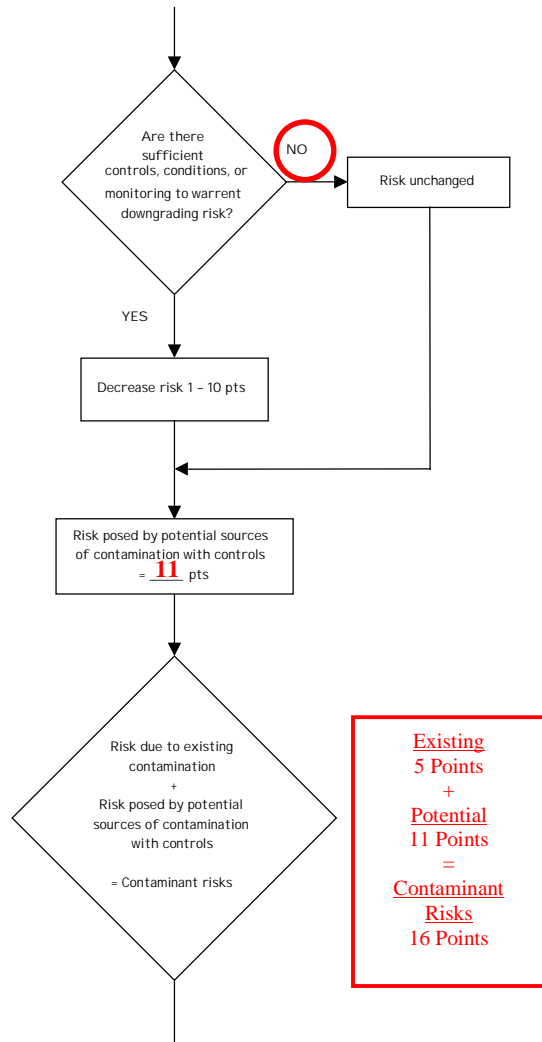 Are there
sufficient
controls, conditions, or
monitoring to warrent
downgrading risk?
NO
Risk unchanged
YES
Decrease risk 1 – 10 pts
Risk posed by potential sources
of contamination with controls
= 11 pts
Risk due to existing
contamination
+
Risk posed by potential
sources of contamination
with controls
= Contaminant risks
Existing
5 Points
+
Potential
11 Points
=
Contaminant
Risks
16 Points